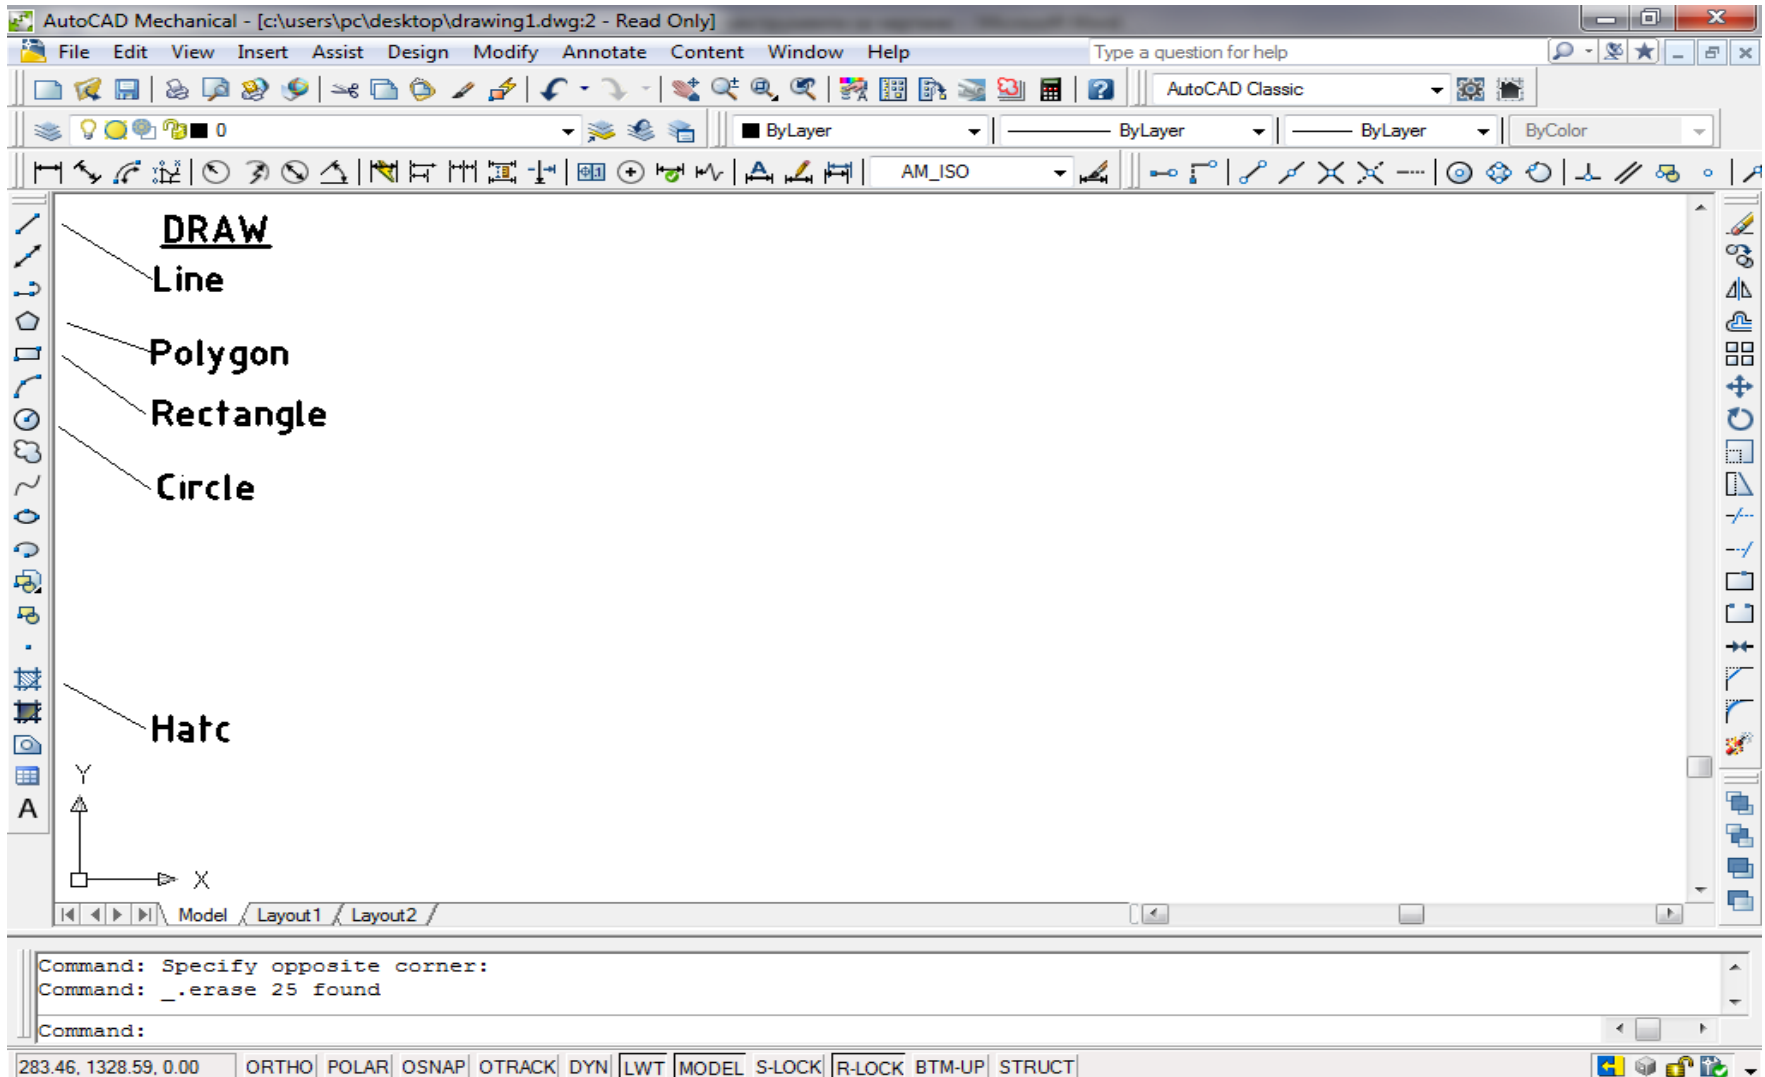 AutoCAD Mechanical - [c:\users\pc\desktop\drawing1.dwg:2 - Read Only]
File Edit View Insert Assist Design Modify Annotate Content Window Help Type a question for help
AutoCAD Classic
0 ByLayer ByLayer ByLayer ByColor
AM_ISO
DRAW
Line
Polygon
Rectangle
Circle
Hatc
A
Y
X
Model Layout1 Layout2
Command: Specify opposite corner:
Command: _.erase 25 found
Command:
283.46, 1328.59, 0.00 ORTHO POLAR OSNAP OTRACK DYN LWT MODEL S-LOCK R-LOCK BTM-UP STRUCT